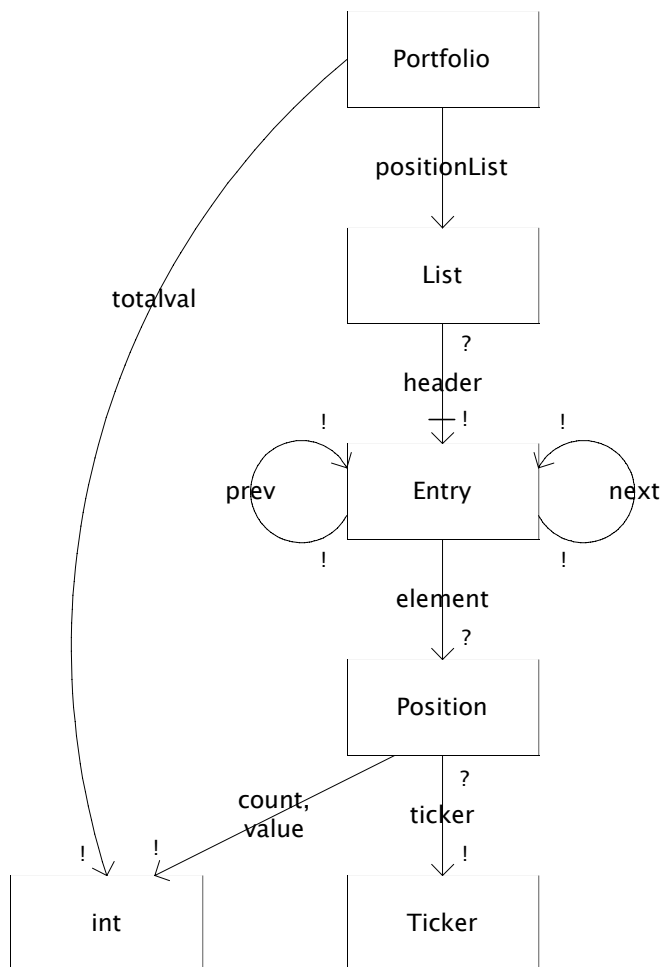 Portfolio
positionList
List
totalval
?
header
!
!
!
prev
Entry
next
!
!
element
?
Position
?
count,
value
ticker
!
!
!
int
Ticker